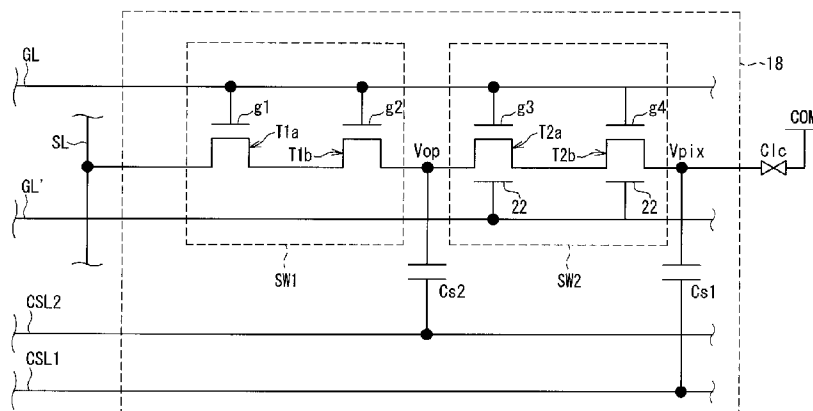 GL
18
g1
g2
g3
g4
COM
SL
T1a
T1b
T2a
T2b
Vop
Vpix
Clc
GL'
22
22
SW1
SW2
Cs2
Cs1
CSL2
CSL1